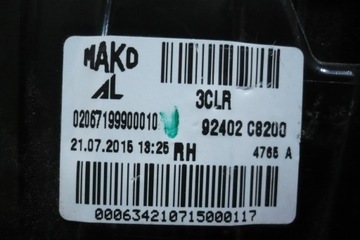 MAKO
AL
3CLR
02067199900010
92402 C8200
21.07.2015 13:25 RH 4765 A
000634210715000117